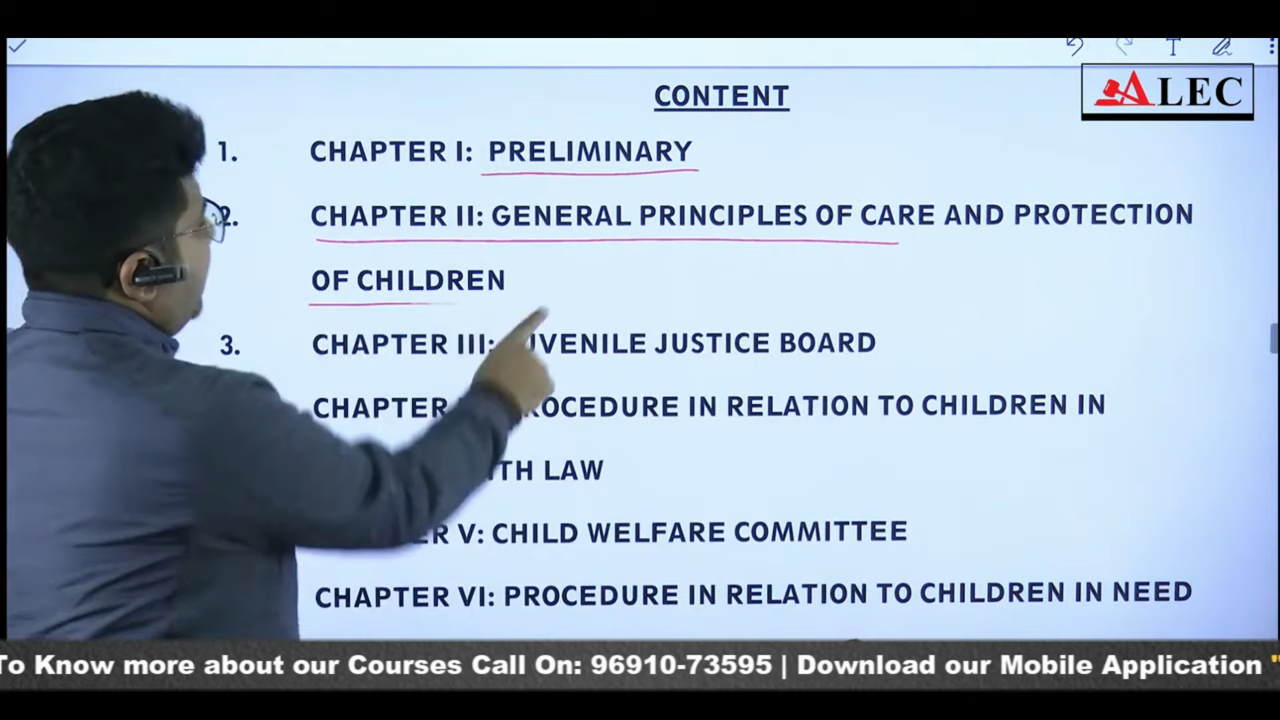 CONTENT
ALEC
1. CHAPTER I: PRELIMINARY
2. CHAPTER II: GENERAL PRINCIPLES OF CARE AND PROTECTION
OF CHILDREN
3. CHAPTER III: JUVENILE JUSTICE BOARD
CHAPTER PROCEDURE IN RELATION TO CHILDREN IN
LAW
V: CHILD WELFARE COMMITTEE
CHAPTER VI: PROCEDURE IN RELATION TO CHILDREN IN NEED
To Know more about our Courses Call On: 96910-73595 | Download our Mobile Application "